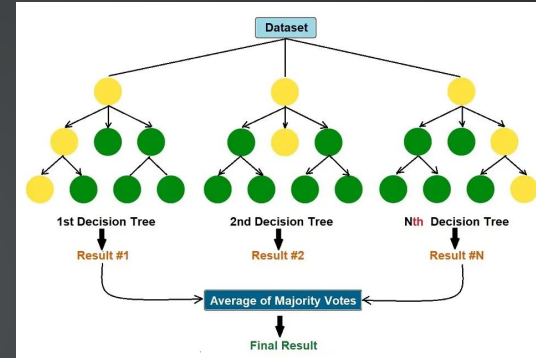 Dataset
1st Decision Tree
2nd Decision Tree
Nth Decision Tree
Result #1
Result #2
Result #N
Average of Majority Votes
Final Result